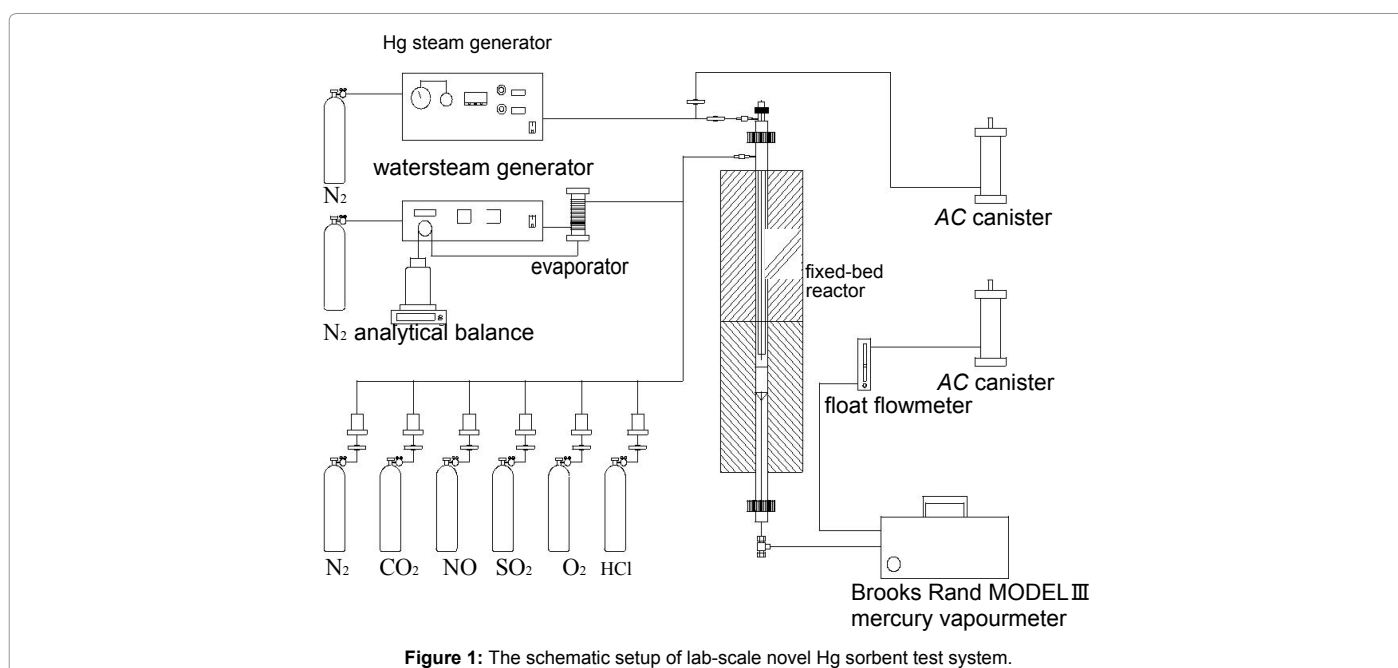 Hg steam generator
N2
watersteam generator
N2 analytical balance
evaporator
fixed-bed
reactor
AC canister
AC canister
float flowmeter
N2 CO2 NO SO2 O2 HCl
Brooks Rand MODELⅢ
mercury vapourmeter
Figure 1: The schematic setup of lab-scale novel Hg sorbent test system.